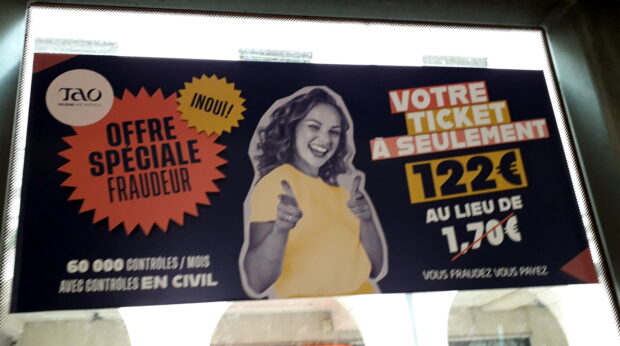 TAO
INOUI!
OFFRE
SPÉCIALE
FRAUDEUR
60 000 CONTRÔLES / MOIS
AVEC CONTRÔLES EN CIVIL
VOTRE
TICKET
À SEULEMENT
122€
AU LIEU DE
1,70€
VOUS FRAUDEZ VOUS PAYEZ